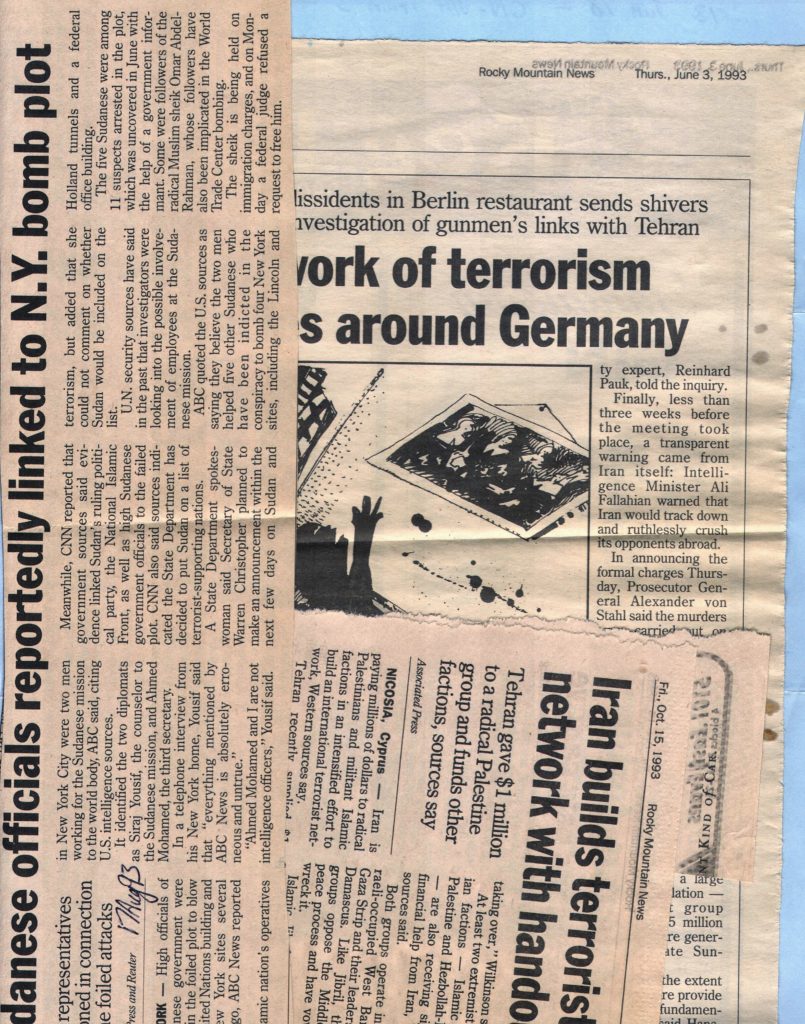 danese officials reportedly linked to N.Y. bomb plot
representatives
oned in connection
e foiled attacks
Press and Reuter
17Aug93
ORK — High officials of
nese government were
in the foiled plot to blow
ited Nations building and
ew York sites several
go, ABC News reported
amic nation's operatives
in New York City were two men
working for the Sudanese mission
to the world body, ABC said, citing
U.S. intelligence sources.
It identified the two diplomats
as Siraj Yousif, the counselor to
the Sudanese mission, and Ahmed
Mohamed, the third secretary.
In a telephone interview from
his New York home, Yousif said
that "everything mentioned by
ABC News is absolutely erro-
neous and untrue."
"Ahmed Mohamed and I are not
intelligence officers," Yousif said.
Meanwhile, CNN reported that
government sources said evi-
dence linked Sudan's ruling politi-
cal party, the National Islamic
Front, as well as high Sudanese
government officials to the failed
plot. CNN also said sources indi-
cated the State Department has
decided to put Sudan on a list of
terrorist-supporting nations.
A State Department spokes-
woman said Secretary of State
Warren Christopher planned to
make an announcement within the
next few days on Sudan and
terrorism, but added that she
could not comment on whether
Sudan would be included on the
list.
U.N. security sources have said
in the past that investigators were
looking into the possible involve-
ment of employees at the Suda-
nese mission.
ABC quoted the U.S. sources as
saying they believe the two men
helped five other Sudanese who
have been indicted in the
conspiracy to bomb four New York
sites, including the Lincoln and
Holland tunnels and a federal
office building.
The five Sudanese were among
11 suspects arrested in the plot,
which was uncovered in June with
the help of a government infor-
mant. Some were followers of the
radical Muslim sheik Omar Abdel-
Rahman, whose followers have
also been implicated in the World
Trade Center bombing.
The sheik is being held on
immigration charges, and on Mon-
day a federal judge refused a
request to free him.
Rocky Mountain News Thurs., June 3, 1993
dissidents in Berlin restaurant sends shivers
nvestigation of gunmen's links with Tehran
work of terrorism
s around Germany
ty expert, Reinhard
Pauk, told the inquiry.
Finally, less than
three weeks before
the meeting took
place, a transparent
warning came from
Iran itself: Intelli-
gence Minister Ali
Fallahian warned that
Iran would track down
and ruthlessly crush
its opponents abroad.
In announcing the
formal charges Thurs-
day, Prosecutor Gen-
eral Alexander von
Stahl said the murders
carried out on
a large
lation —
t group
5 million
re gener-
ate Sun-
the extent
re provide
fundamen-
Fri., Oct. 15, 1993 Rocky Mountain News
Iran builds terrorist
network with hando
Tehran gave $1 million
to a radical Palestine
group and funds other
factions, sources say
Associated Press
NICOSIA, Cyprus — Iran is
paying millions of dollars to radical
Palestinians and militant Islamic
factions in an intensified effort to
build an international terrorist net-
work, Western sources say.
Tehran recently supplied $1
taking over," Wilkinson s
At least two extremist
ian factions — Islamic
Palestine and Hezbollah-
— are also receiving si
financial help from Iran,
sources said.
Both groups operate in
raeli-occupied West Ba
Gaza Strip and their leader
Damascus. Like Jibril, th
groups oppose the Middl
peace process and have vo
wreck it.
Islamic
MY KIND OF